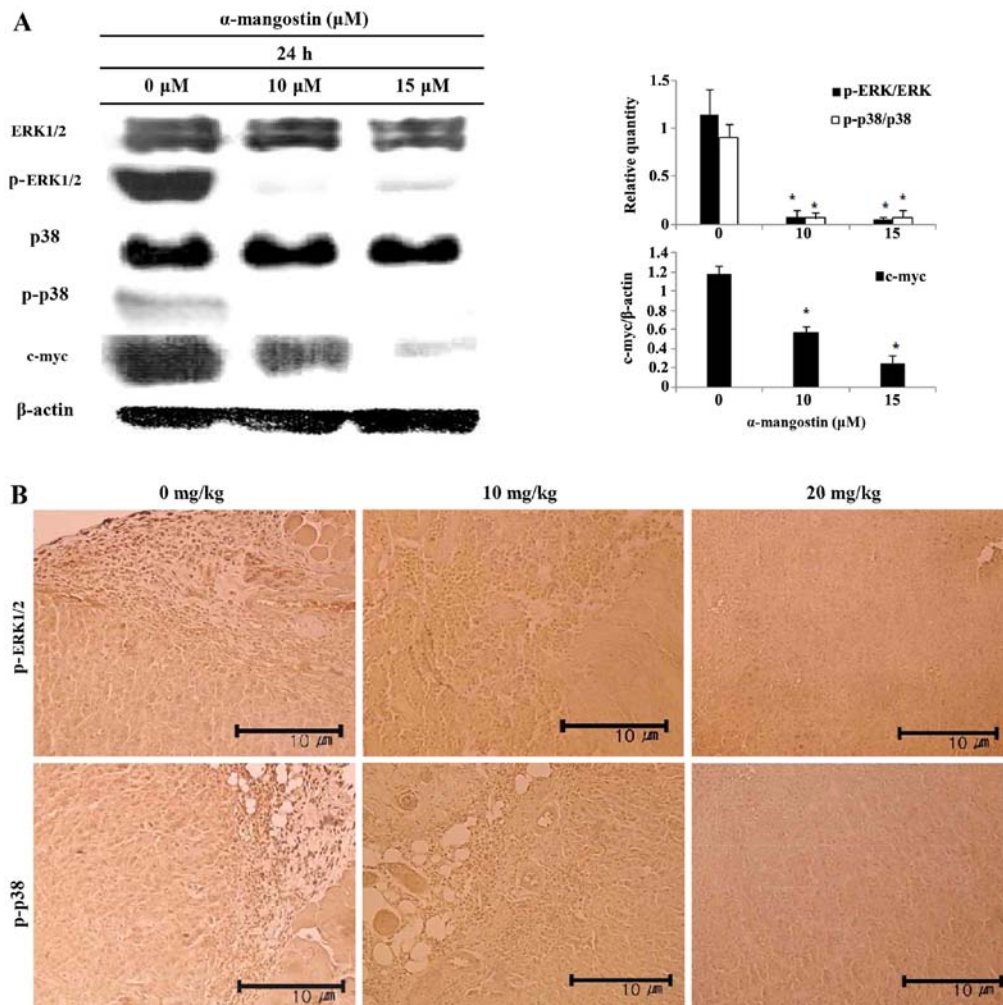 A
α-mangostin (μM)
24 h
0 μM 10 μM 15 μM
ERK1/2
p-ERK1/2
p38
p-p38
c-myc
β-actin
1.5
1
0.5
0
Relative quantity
p-ERK/ERK
p-p38/p38
* * * *
0 10 15
1.4
1.2
1
0.8
0.6
0.4
0.2
0
c-myc/β-actin
c-myc
* *
0 10 15
α-mangostin (μM)
B
0 mg/kg 10 mg/kg 20 mg/kg
p-ERK1/2
10 μm 10 μm 10 μm
p-p38
10 μm 10 μm 10 μm